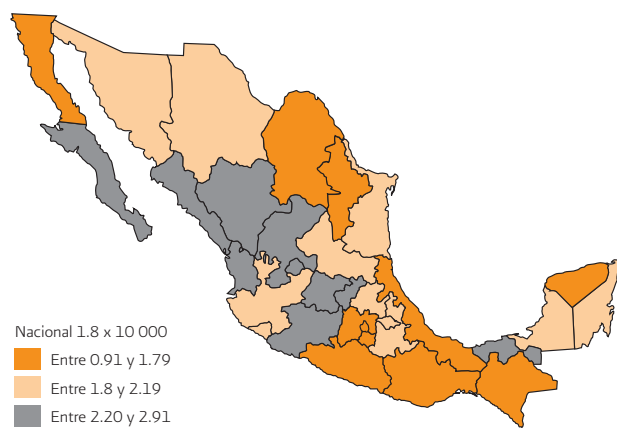 Nacional 1.8 x 10 000
Entre 0.91 y 1.79
Entre 1.8 y 2.19
Entre 2.20 y 2.91